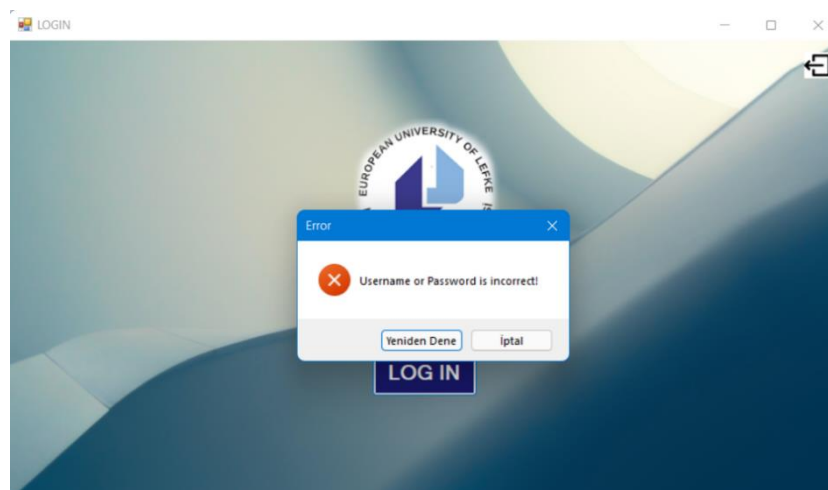 LOGIN
EUROPEAN UNIVERSITY OF LEFKE
Error
Username or Password is incorrect!
Yeniden Dene
İptal
LOG IN